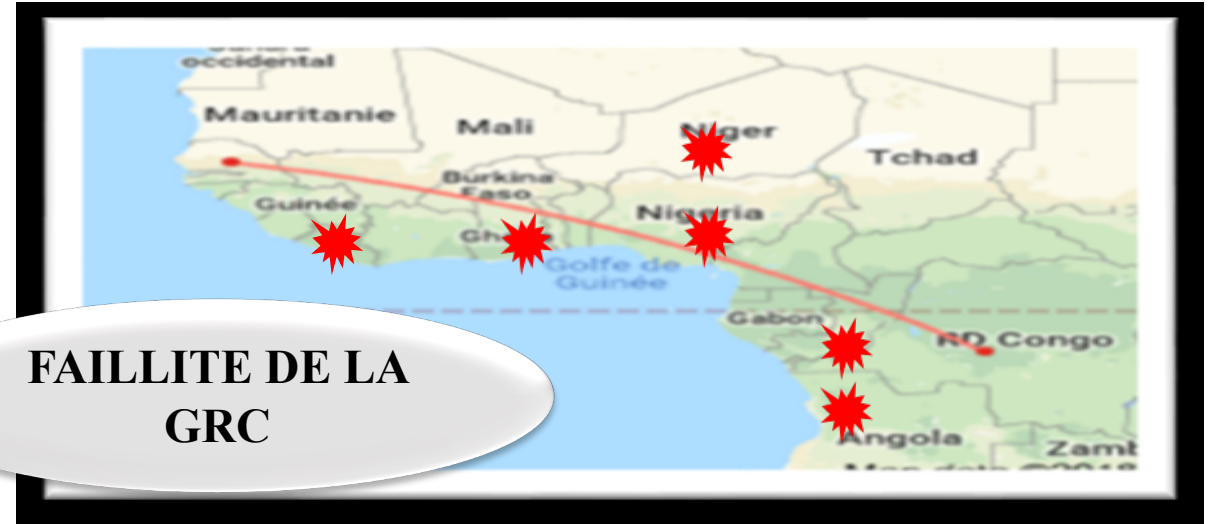 occidental
Mauritanie
Mali
Niger
Tchad
Burkina
Faso
Guinée
Nigeria
Golfe de
Guinée
Gabon
RD Congo
Angola
FAILLITE DE LA
GRC